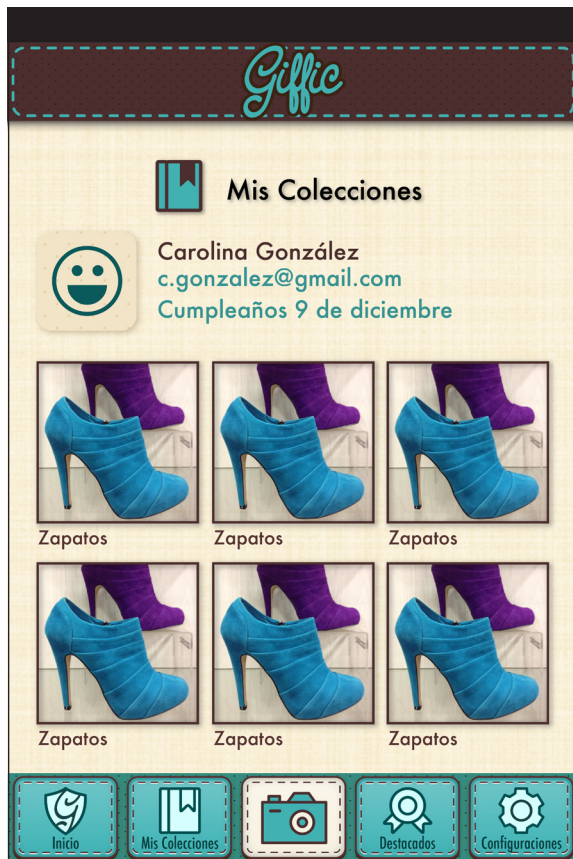 Giffic
Mis Colecciones
Carolina González
c.gonzalez@gmail.com
Cumpleaños 9 de diciembre
Zapatos Zapatos Zapatos
Zapatos Zapatos Zapatos
Inicio Mis Colecciones Destacados Configuraciones